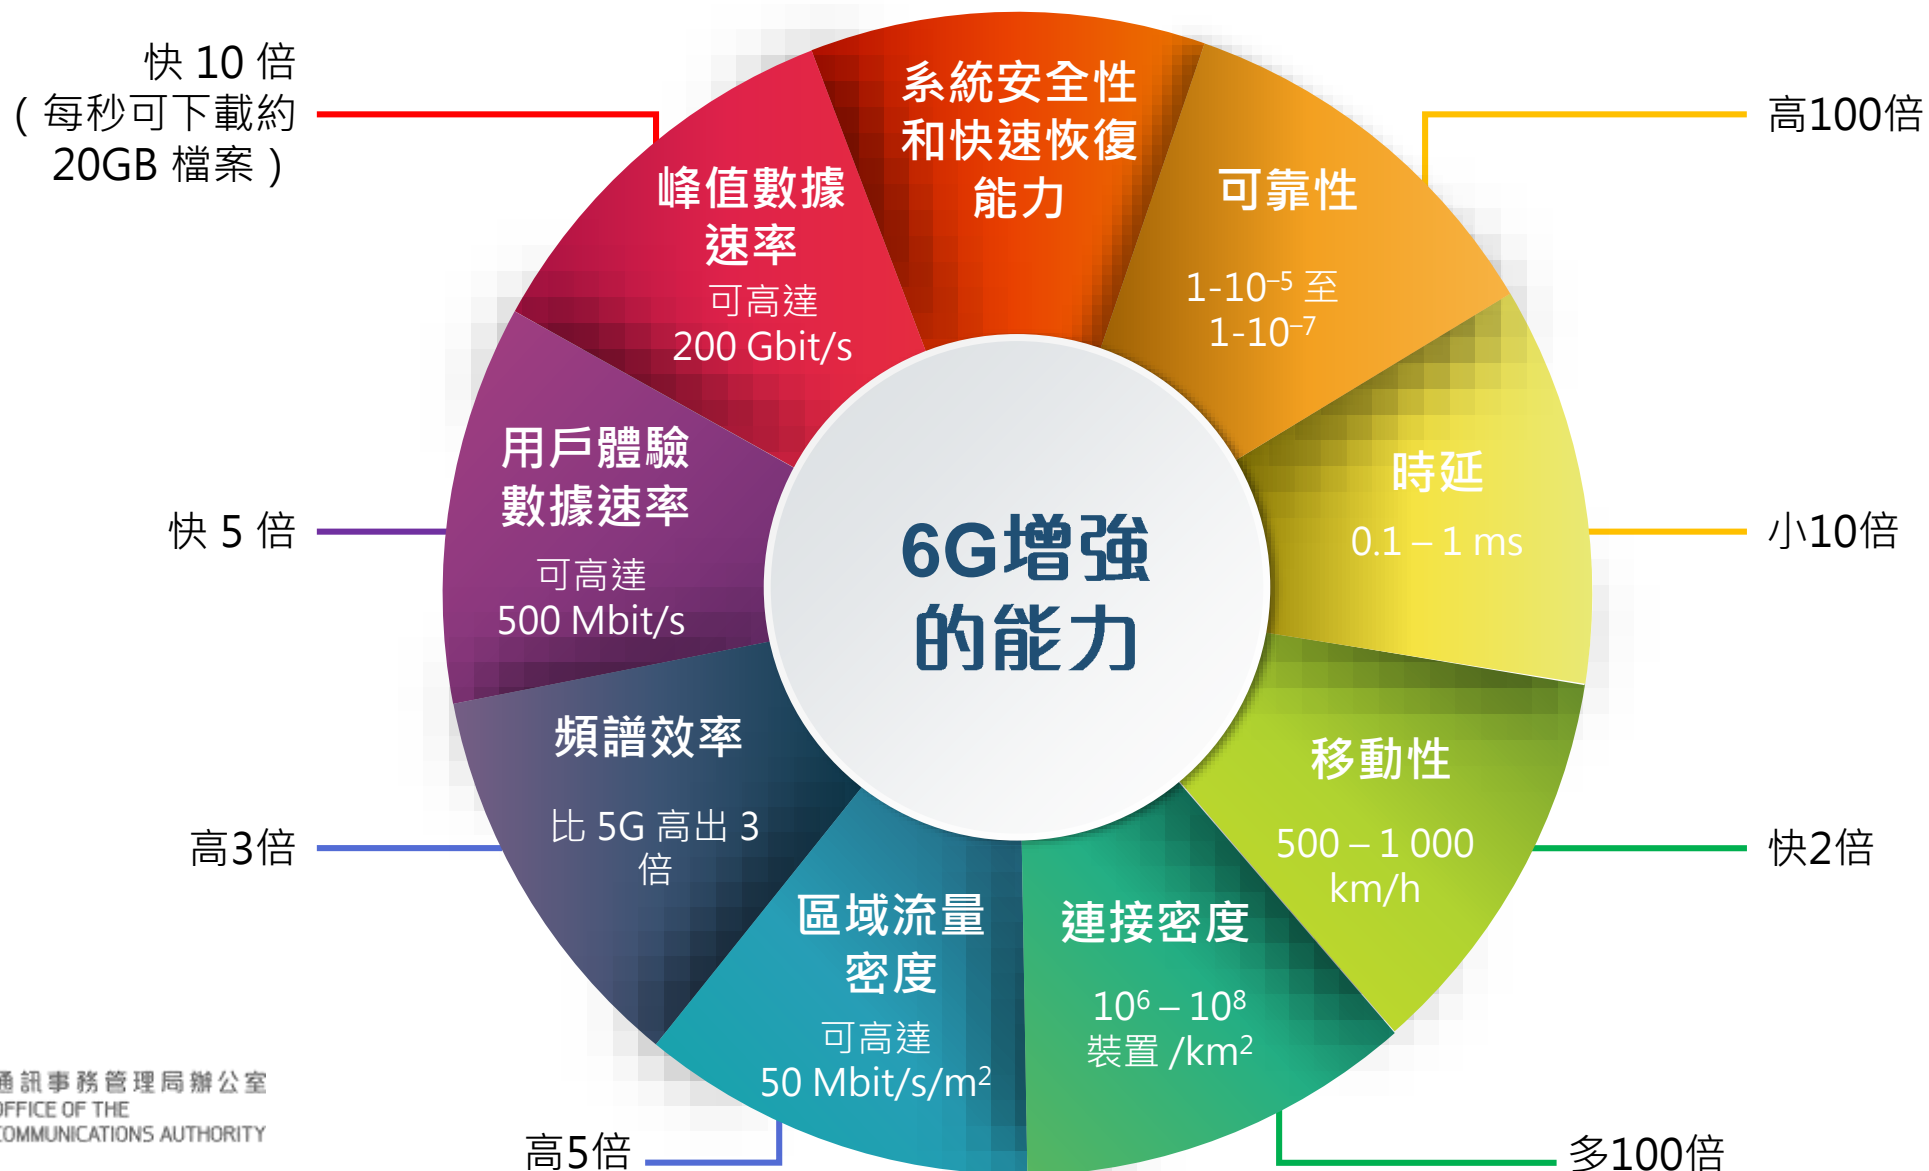 快 10 倍
( 每秒可下載約
20GB 檔案 )
系統安全性
和快速恢復
能力
高100倍
峰值數據
速率
可高達
200 Gbit/s
可靠性
1-10⁻⁵ 至
1-10⁻⁷
用戶體驗
數據速率
可高達
500 Mbit/s
快 5 倍
6G增強
的能力
時延
0.1 – 1 ms
小10倍
頻譜效率
比 5G 高出 3
倍
高3倍
移動性
500 – 1 000
km/h
快2倍
區域流量
密度
可高達
50 Mbit/s/m²
高5倍
連接密度
10⁶ – 10⁸
裝置 /km²
多100倍
通訊事務管理局辦公室
OFFICE OF THE
COMMUNICATIONS AUTHORITY